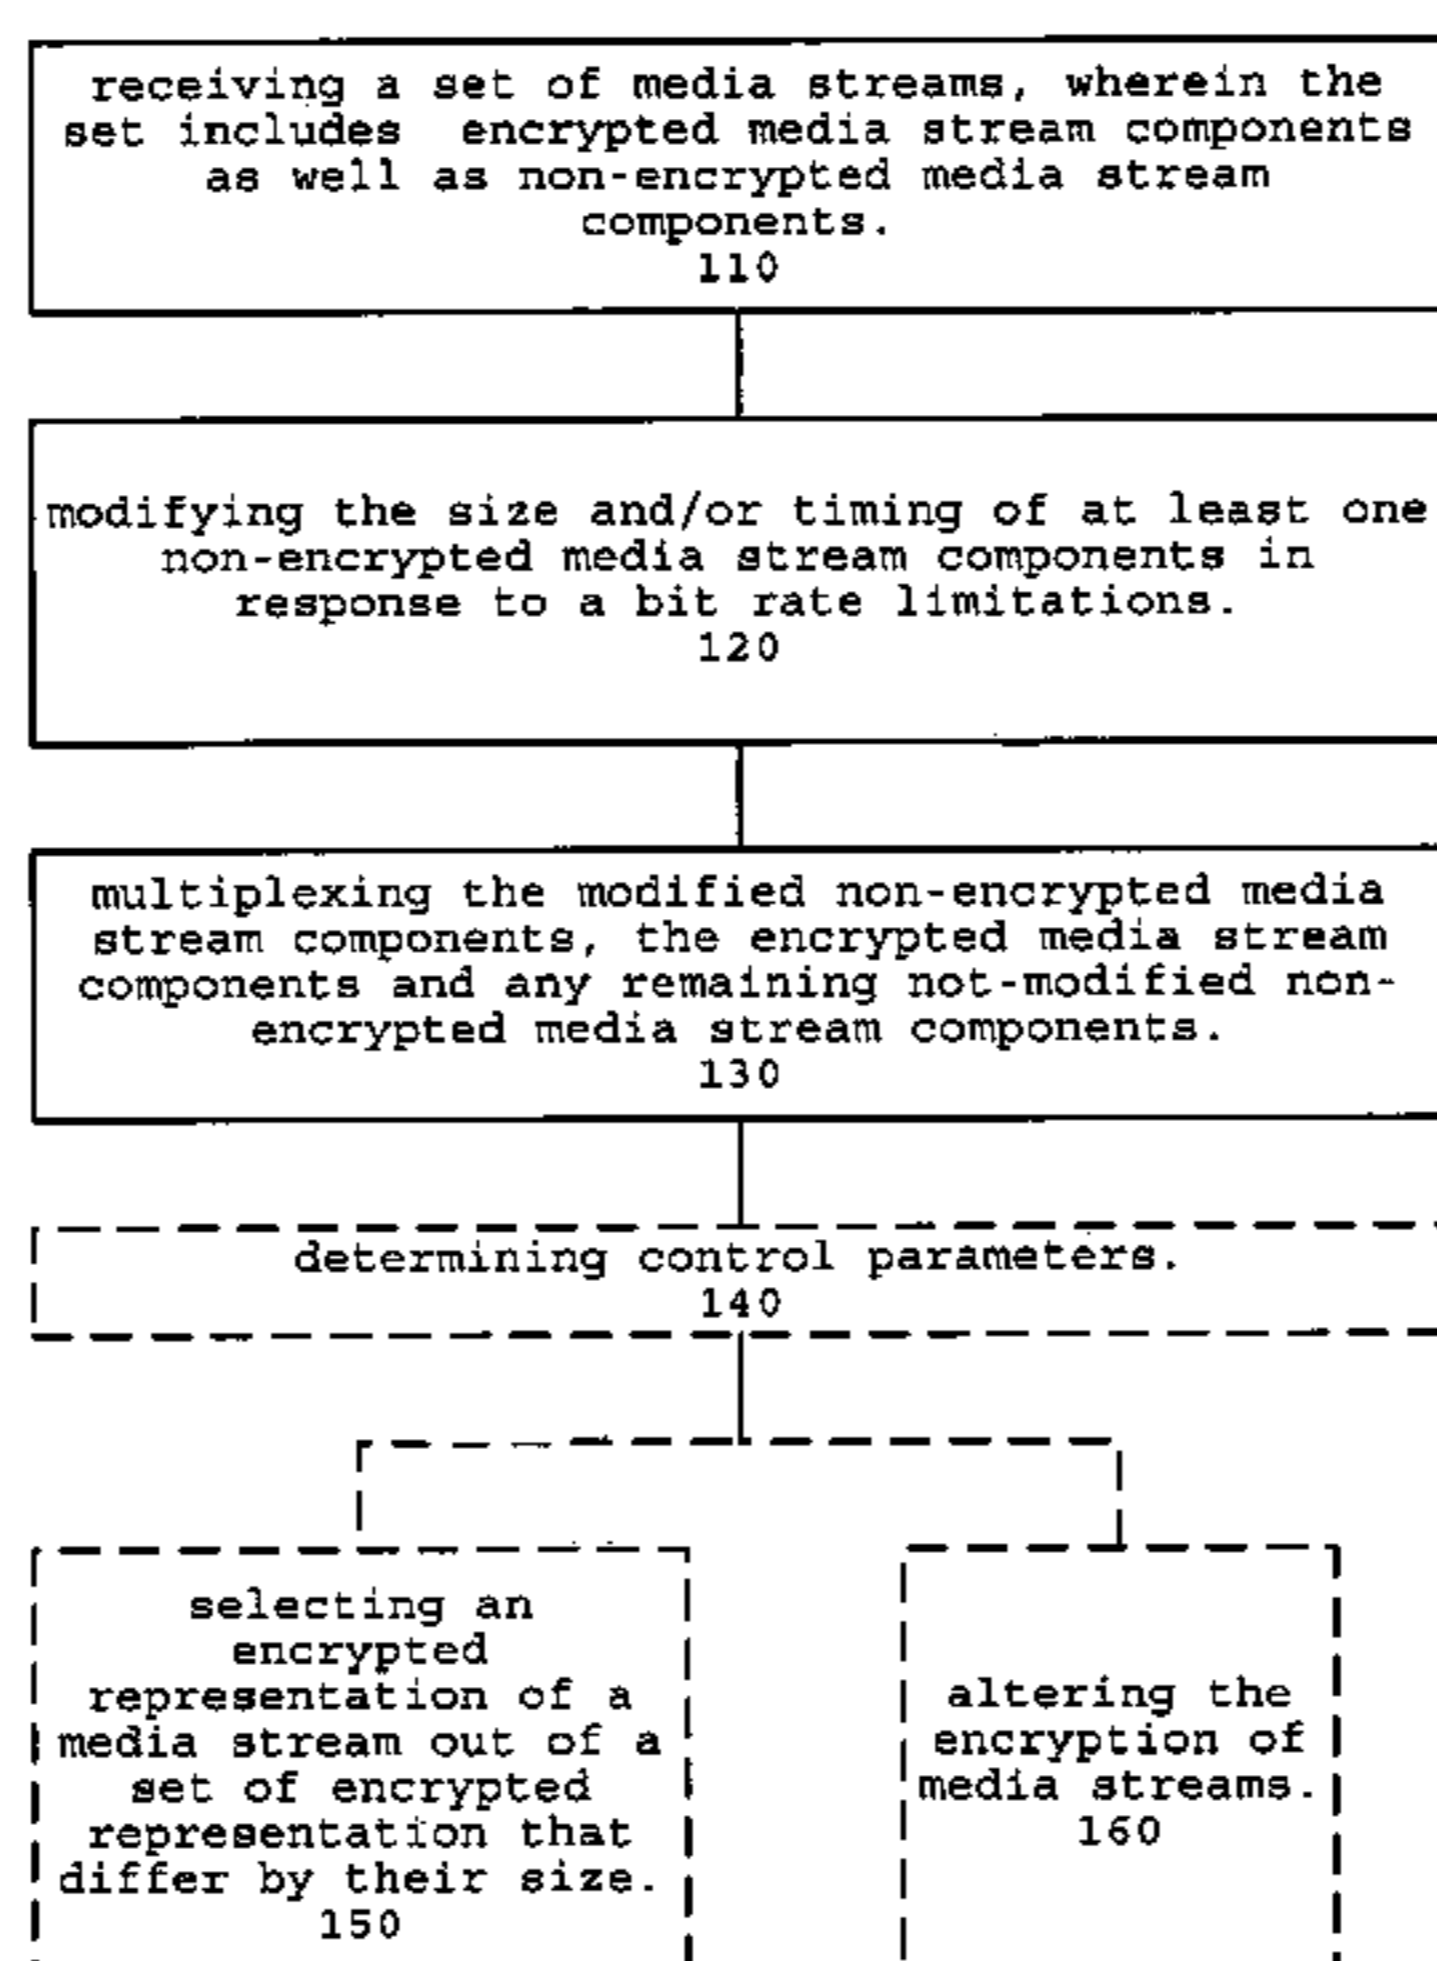 receiving a set of media streams, wherein the
set includes encrypted media stream components
as well as non-encrypted media stream
components.
110
modifying the size and/or timing of at least one
non-encrypted media stream components in
response to a bit rate limitations.
120
multiplexing the modified non-encrypted media
stream components, the encrypted media stream
components and any remaining not-modified non-
encrypted media stream components.
130
determining control parameters.
140
selecting an
encrypted
representation of a
media stream out of a
set of encrypted
representation that
differ by their size.
150
altering the
encryption of
media streams.
160